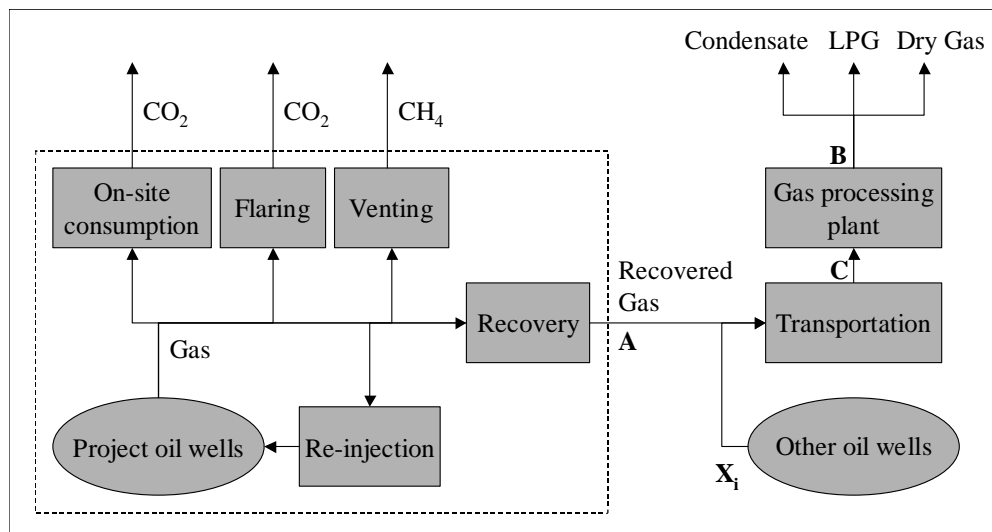 Condensate LPG Dry Gas
CO2 CO2 CH4
B
On-site
consumption
Flaring
Venting
Gas processing
plant
C
Recovered
Gas
A
Recovery
Transportation
Gas
Project oil wells
Re-injection
Other oil wells
Xi